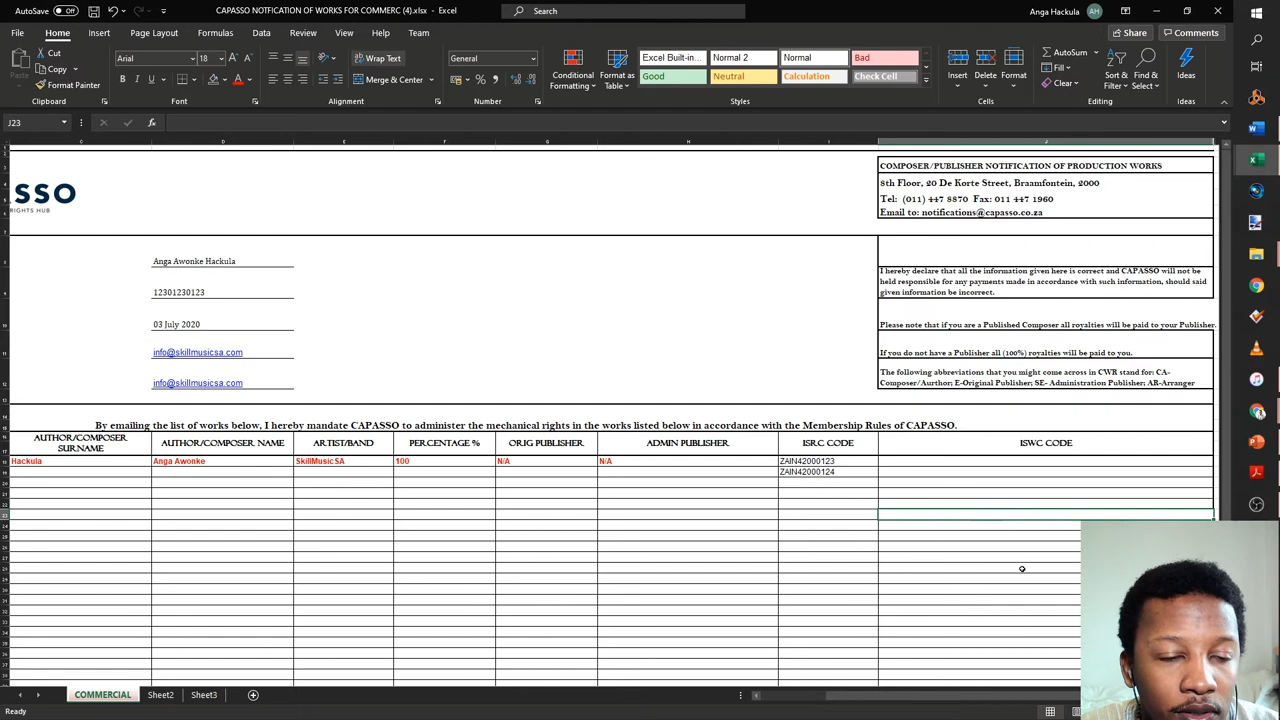 AutoSave Off
CAPASSO NOTFICATION OF WORKS FOR COMMERC (4).xlsx - Excel
Search
Anga Hackula AH
File Home Insert Page Layout Formulas Data Review View Help Team
Share Comments
Paste
Cut
Copy
Format Painter
Clipboard
Arial 18
B I U
Font
Wrap Text
Merge & Center
Alignment
General
Number
Conditional Formatting
Format as Table
Excel Built-in... Normal 2 Normal Bad
Good Neutral Calculation Check Cell
Styles
Insert Delete Format
Cells
AutoSum
Fill
Clear
Sort & Filter
Find & Select
Editing
Ideas
Ideas
J23
fx
SSO
RIGHTS HUB
COMPOSER/PUBLISHER NOTIFICATION OF PRODUCTION WORKS
8th Floor, 20 De Korte Street, Braamfontein, 2000
Tel: (011) 447 8870 Fax: 011 447 1960
Email to: notifications@capasso.co.za
Anga Awonke Hackula
12301230123
03 July 2020
info@skillmusicsa.com
info@skillmusicsa.com
I hereby declare that all the information given here is correct and CAPASSO will not be
held responsible for any payments made in accordance with such information, should said
given information be incorrect.
Please note that if you are a Published Composer all royalties will be paid to your Publisher.
If you do not have a Publisher all (100%) royalties will be paid to you.
The following abbreviations that you might come across in CWR stand for: CA-
Composer/Aurthor; E-Original Publisher; SE- Administration Publisher; AR-Arranger
By emailing the list of works below, I hereby mandate CAPASSO to administer the mechanical rights in the works listed below in accordance with the Membership Rules of CAPASSO.
AUTHOR/COMPOSER SURNAME AUTHOR/COMPOSER NAME ARTIST/BAND PERCENTAGE % ORIG PUBLISHER ADMIN PUBLISHER ISRC CODE ISWC CODE
Hackula Anga Awonke SkillMusicSA 100 N/A N/A ZAIN42000123
ZAIN42000124
COMMERCIAL Sheet2 Sheet3
Ready